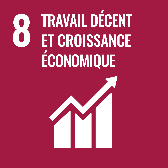 8 TRAVAIL DÉCENT
ET CROISSANCE
ÉCONOMIQUE